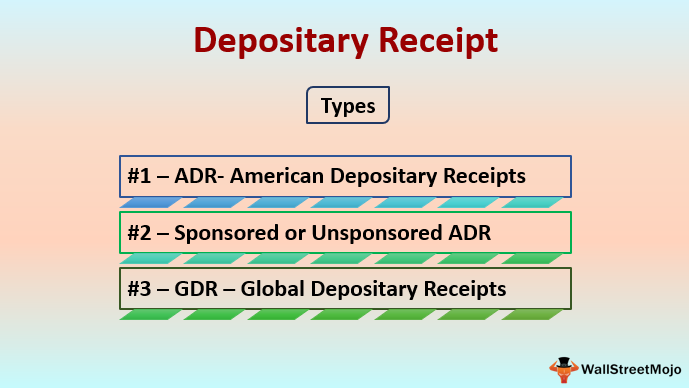 Depositary Receipt
Types
#1 – ADR- American Depositary Receipts
#2 – Sponsored or Unsponsored ADR
#3 – GDR – Global Depositary Receipts
WallStreetMojo